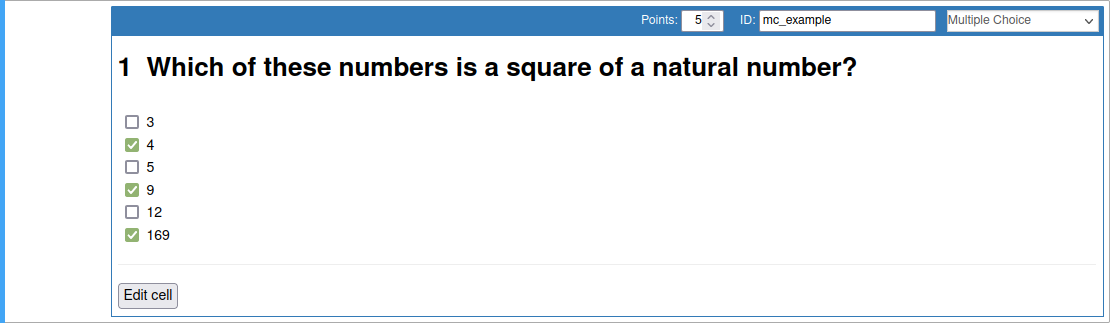 Points: 5 ID: mc_example Multiple Choice
1 Which of these numbers is a square of a natural number?
3
4
5
9
12
169
Edit cell